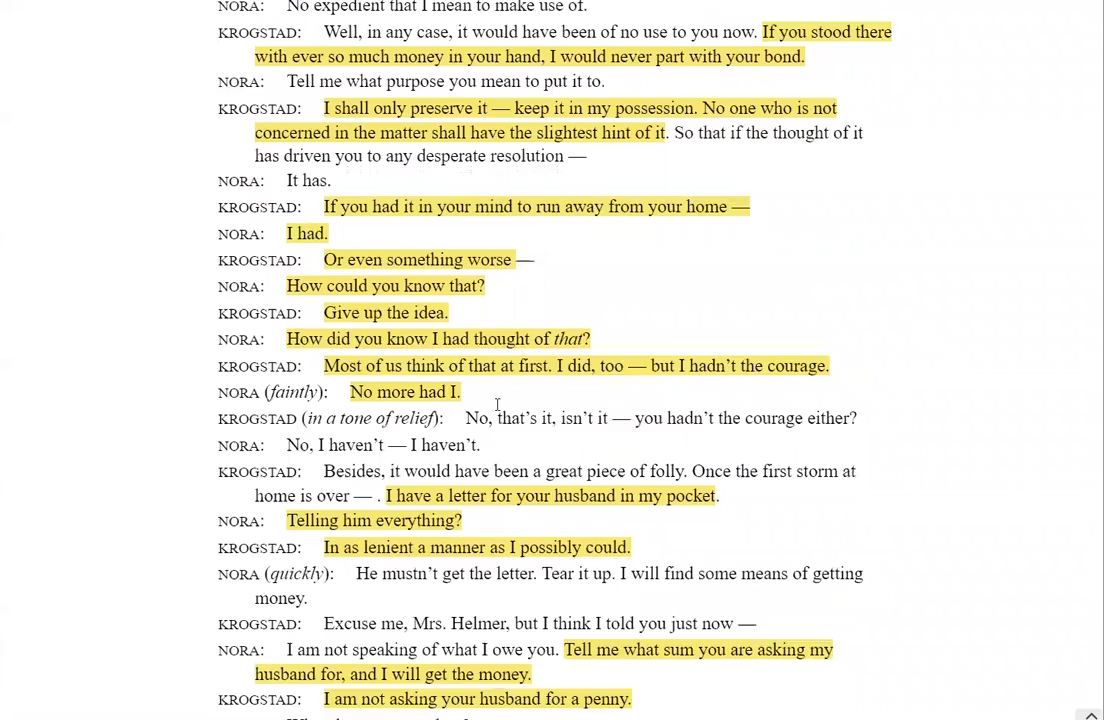 NORA: No expedient that I mean to make use of.
KROGSTAD: Well, in any case, it would have been of no use to you now. If you stood there
with ever so much money in your hand, I would never part with your bond.
NORA: Tell me what purpose you mean to put it to.
KROGSTAD: I shall only preserve it — keep it in my possession. No one who is not
concerned in the matter shall have the slightest hint of it. So that if the thought of it
has driven you to any desperate resolution —
NORA: It has.
KROGSTAD: If you had it in your mind to run away from your home —
NORA: I had.
KROGSTAD: Or even something worse —
NORA: How could you know that?
KROGSTAD: Give up the idea.
NORA: How did you know I had thought of that?
KROGSTAD: Most of us think of that at first. I did, too — but I hadn't the courage.
NORA (faintly): No more had I.
KROGSTAD (in a tone of relief): No, that's it, isn't it — you hadn't the courage either?
NORA: No, I haven't — I haven't.
KROGSTAD: Besides, it would have been a great piece of folly. Once the first storm at
home is over — . I have a letter for your husband in my pocket.
NORA: Telling him everything?
KROGSTAD: In as lenient a manner as I possibly could.
NORA (quickly): He mustn't get the letter. Tear it up. I will find some means of getting
money.
KROGSTAD: Excuse me, Mrs. Helmer, but I think I told you just now —
NORA: I am not speaking of what I owe you. Tell me what sum you are asking my
husband for, and I will get the money.
KROGSTAD: I am not asking your husband for a penny.